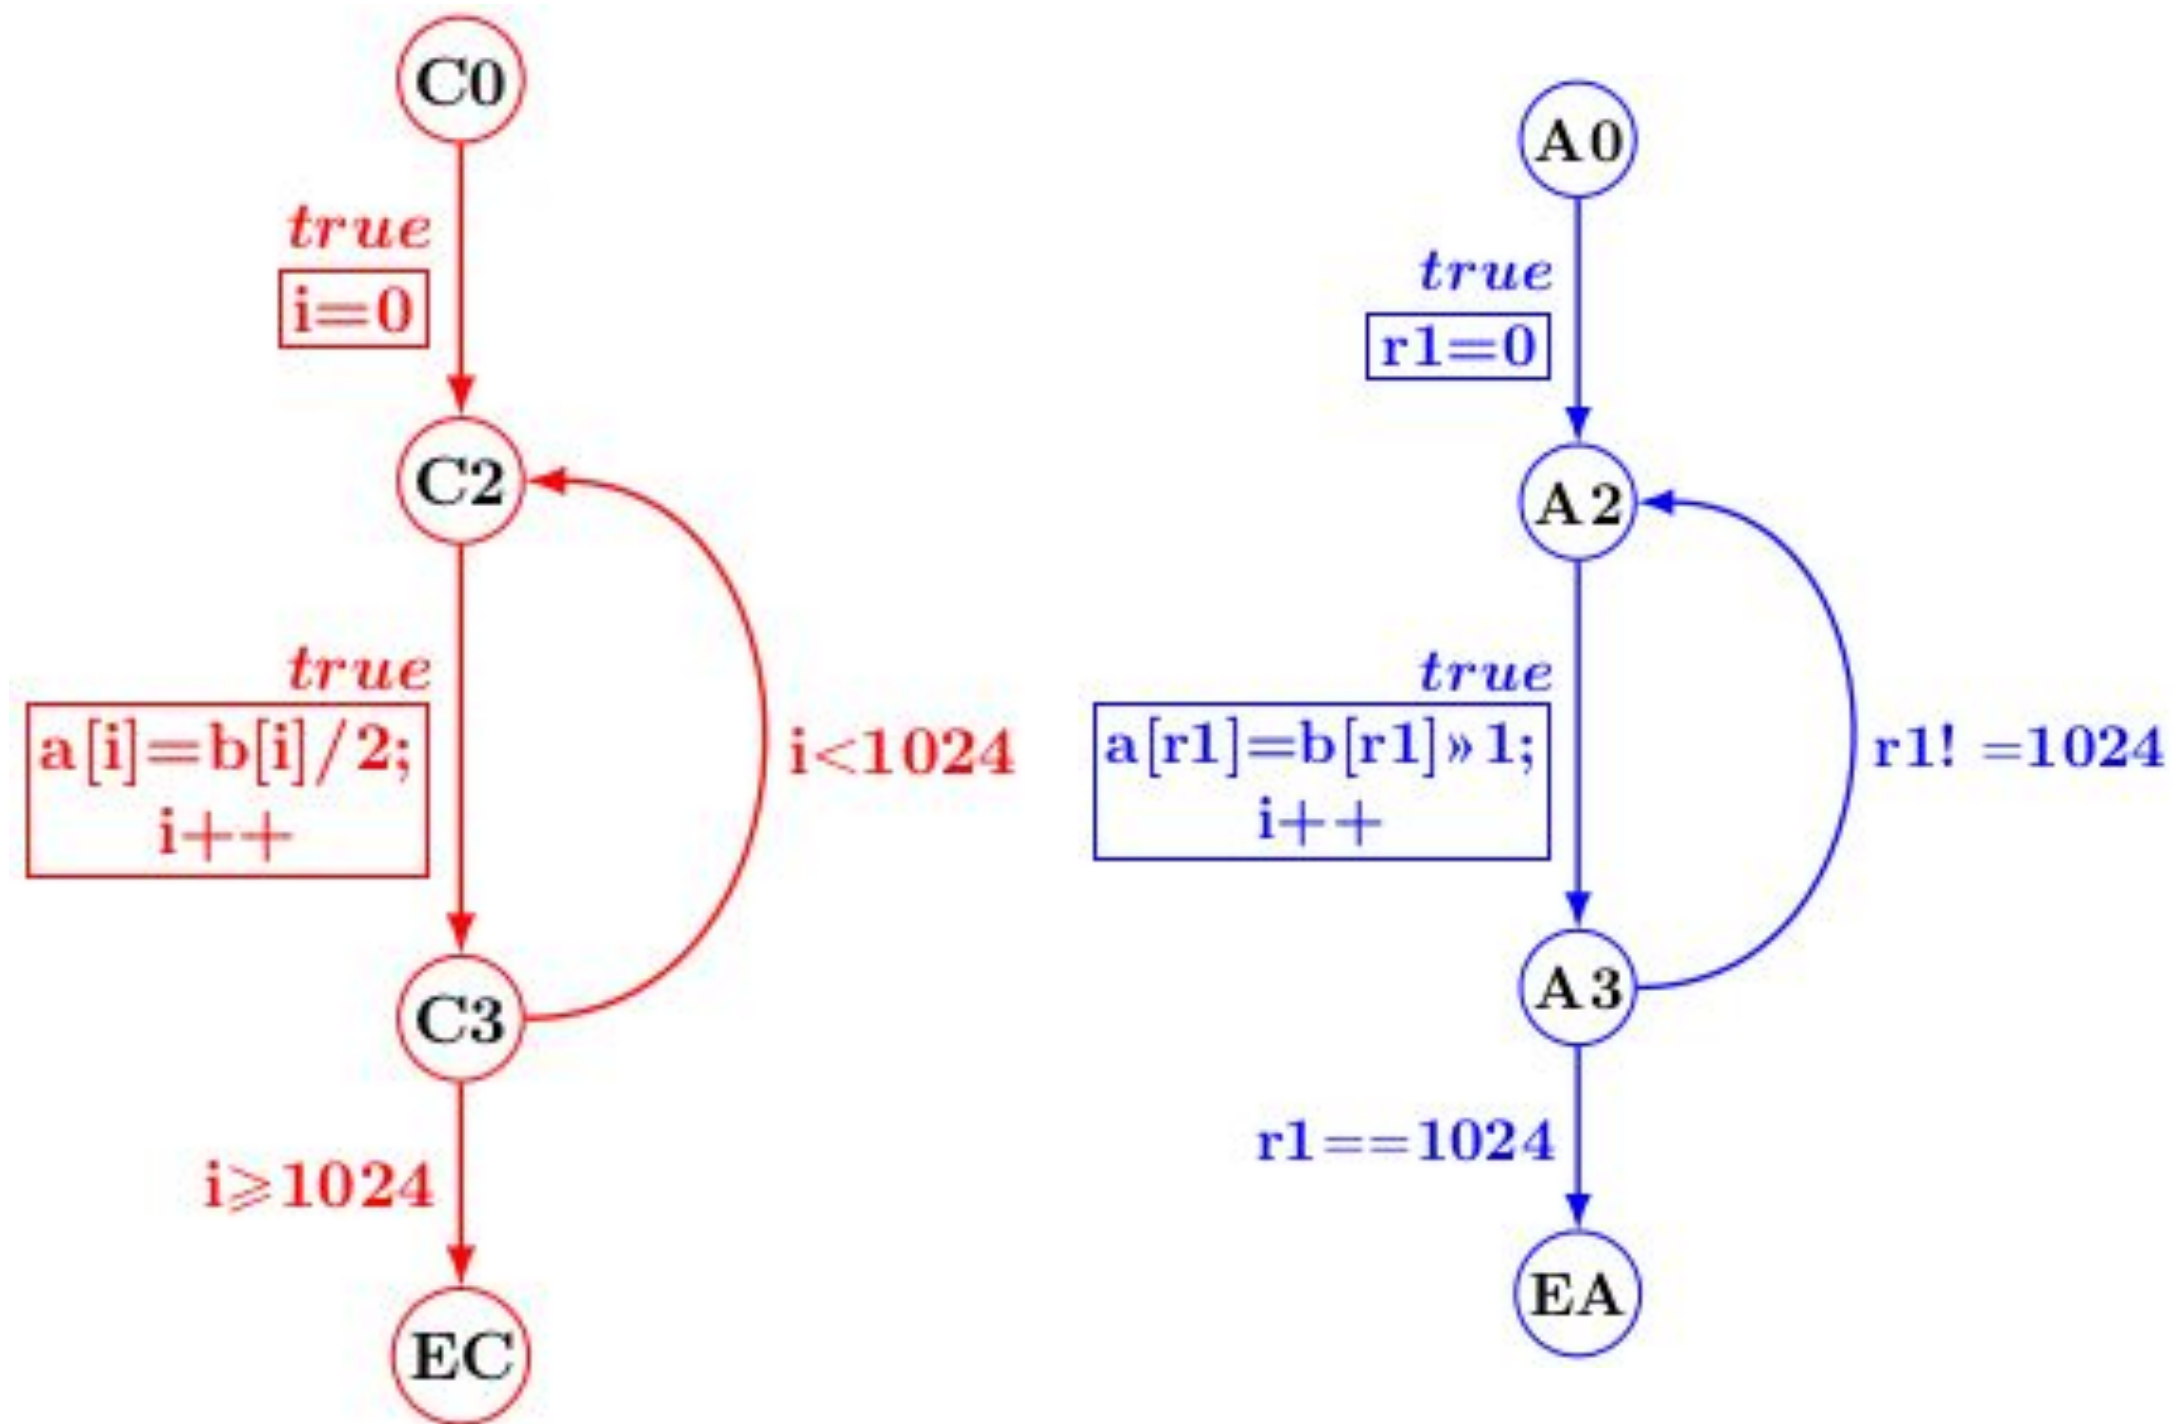 C0
true
i=0
C2
true
a[i]=b[i]/2;
i++
i<1024
C3
i⩾1024
EC
A0
true
r1=0
A2
true
a[r1]=b[r1]»1;
i++
r1! =1024
A3
r1==1024
EA